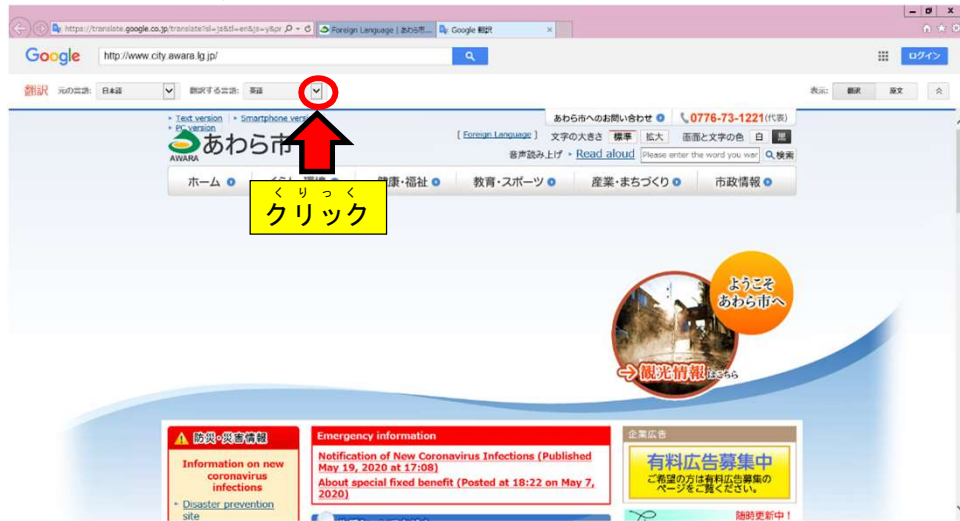 https://translate.google.co.jp/translate?sl=ja&tl=en&js=y&pr
Foreign Language | あわら市...
Google 翻訳
Google
http://www.city.awara.lg.jp/
ログイン
翻訳
元の言語: 日本語
翻訳する言語: 英語
表示: 翻訳 原文
Text version
Smartphone
PC version
あわら市
AWARA
あわら市へのお問い合わせ
0776-73-1221(代表)
[ Foreign Language ]
文字の大きさ 標準 拡大
画面と文字の色 白 黒
音声読み上げ
Read aloud
Please enter the word you war
検索
ホーム
健康・福祉
教育・スポーツ
産業・まちづくり
市政情報
くりっく
クリック
ようこそ
あわら市へ
観光情報はこちら
防災・災害情報
Information on new
coronavirus
infections
Disaster prevention
site
Emergency information
Notification of New Coronavirus Infections (Published
May 19, 2020 at 17:08)
About special fixed benefit (Posted at 18:22 on May 7,
2020)
企業広告
有料広告募集中
ご希望の方は有料広告募集の
ページをご覧ください。
随時更新中！